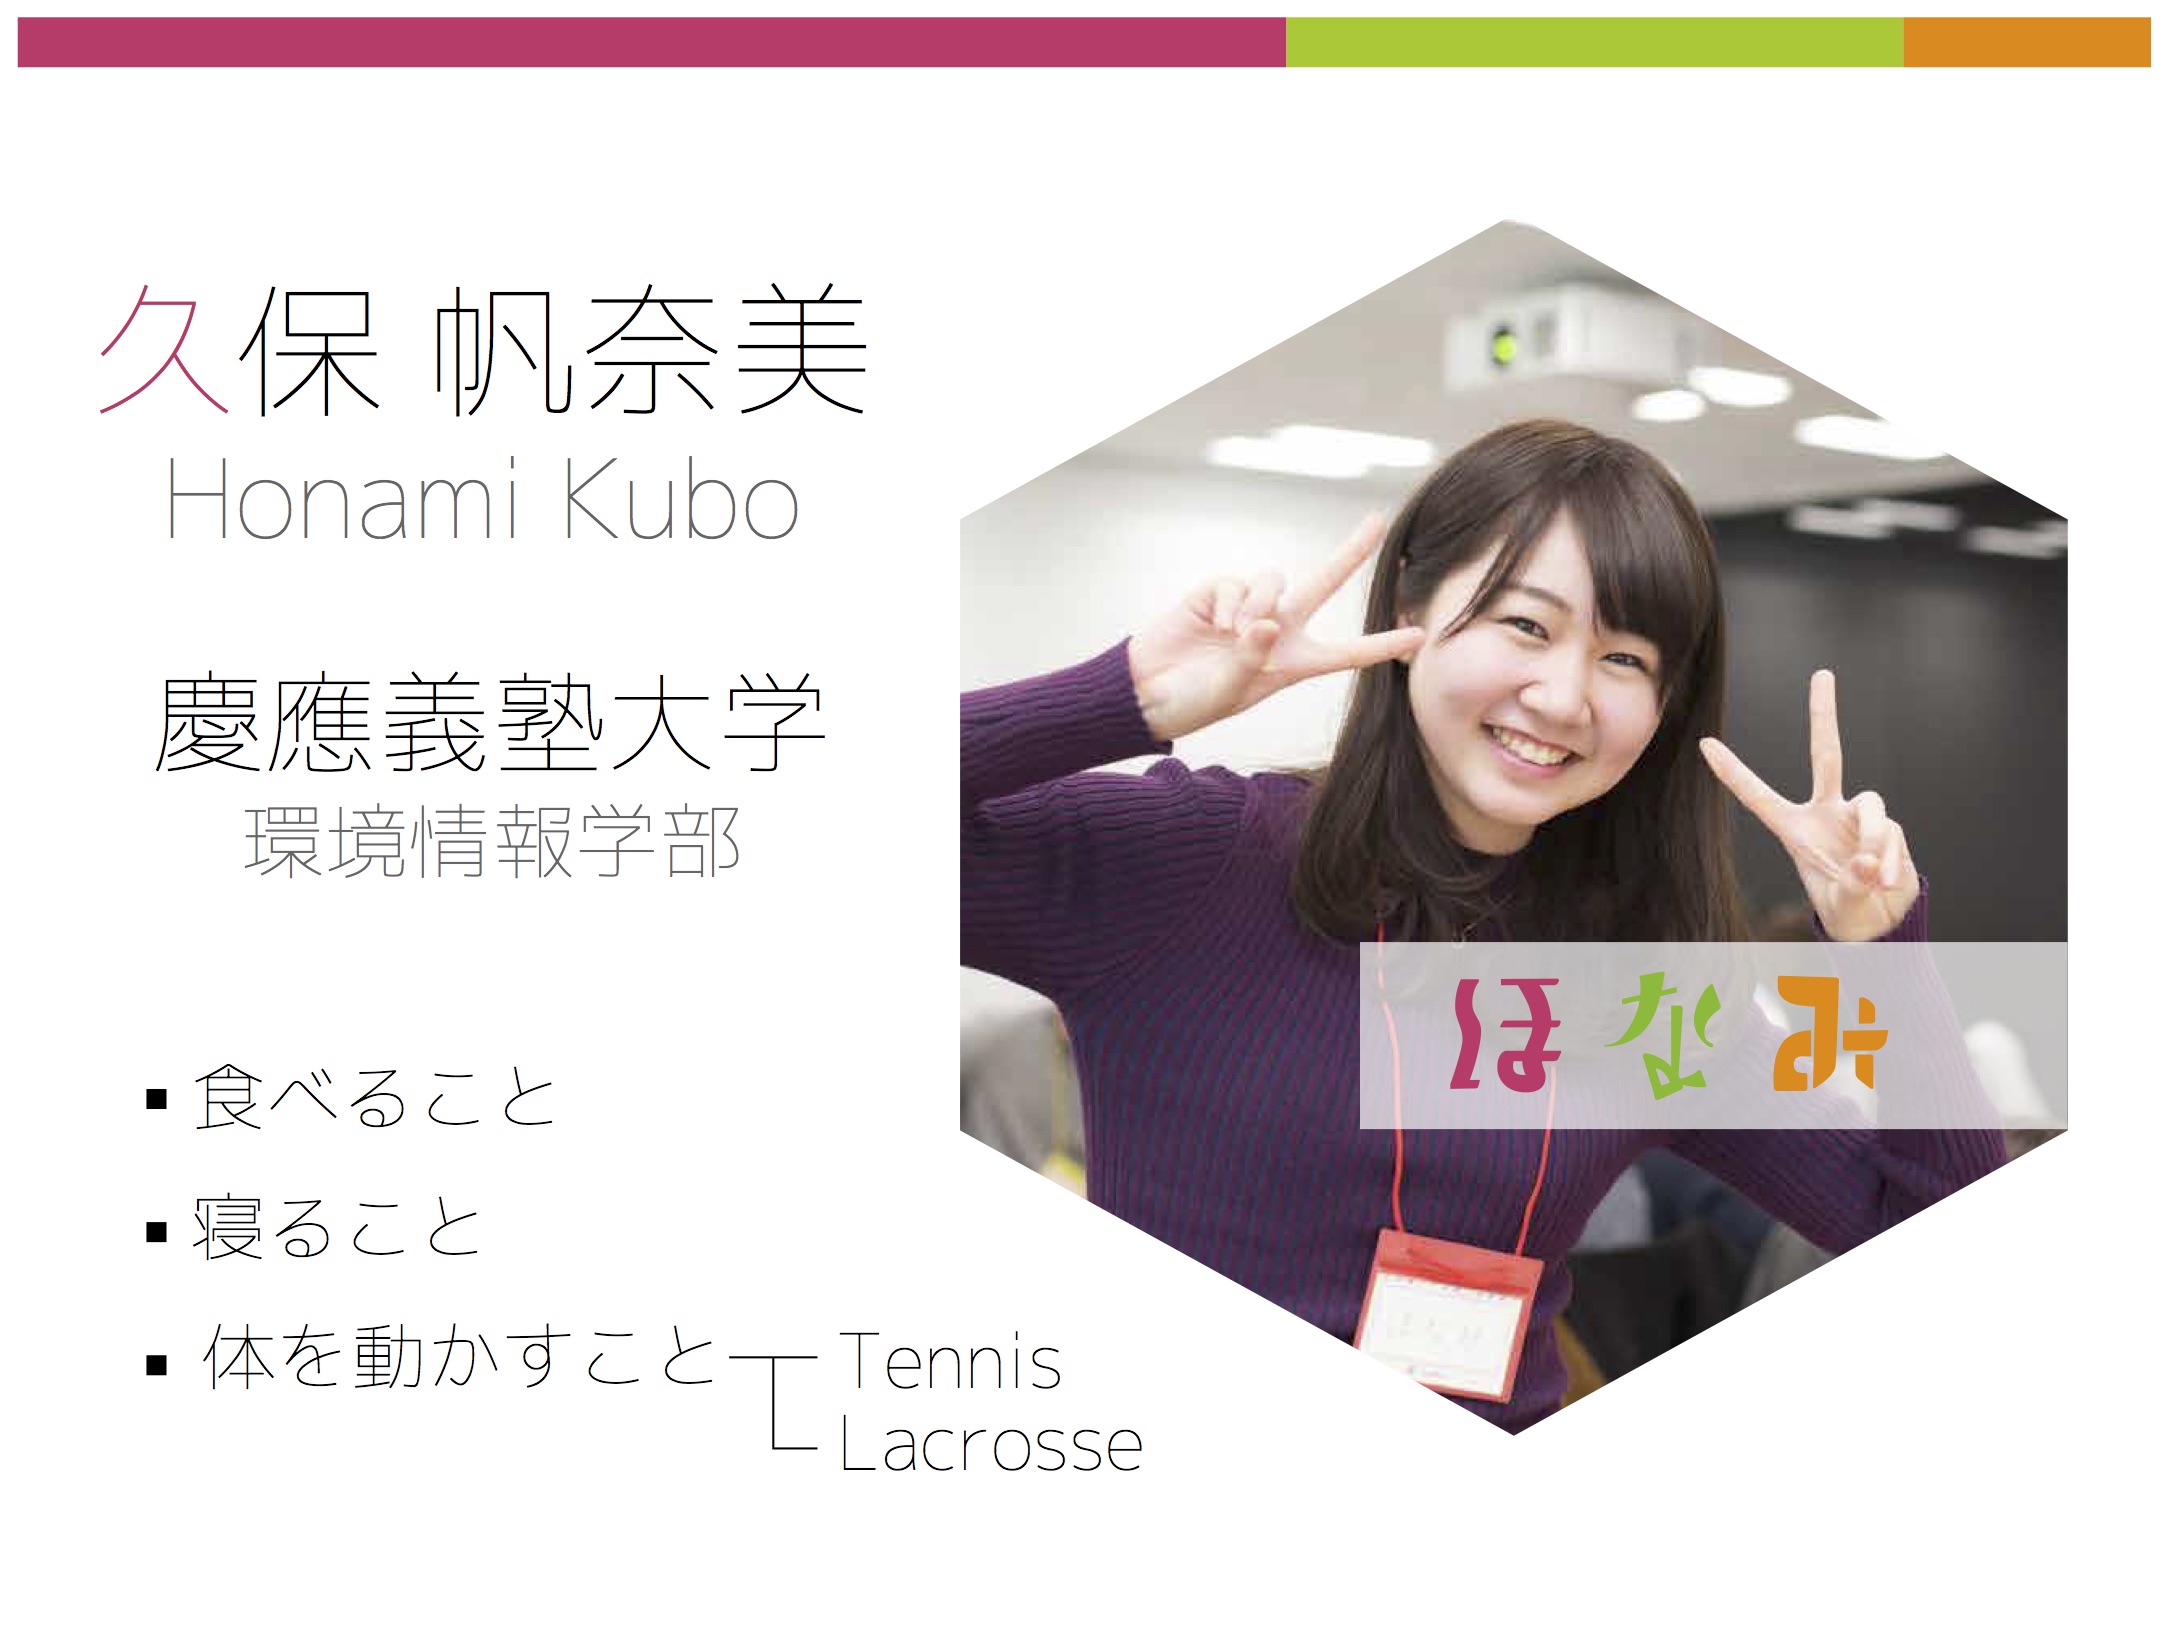 久保 帆奈美
Honami Kubo
慶應義塾大学
環境情報学部
ほなみ
▪ 食べること
▪ 寝ること
▪ 体を動かすこと
Tennis
Lacrosse